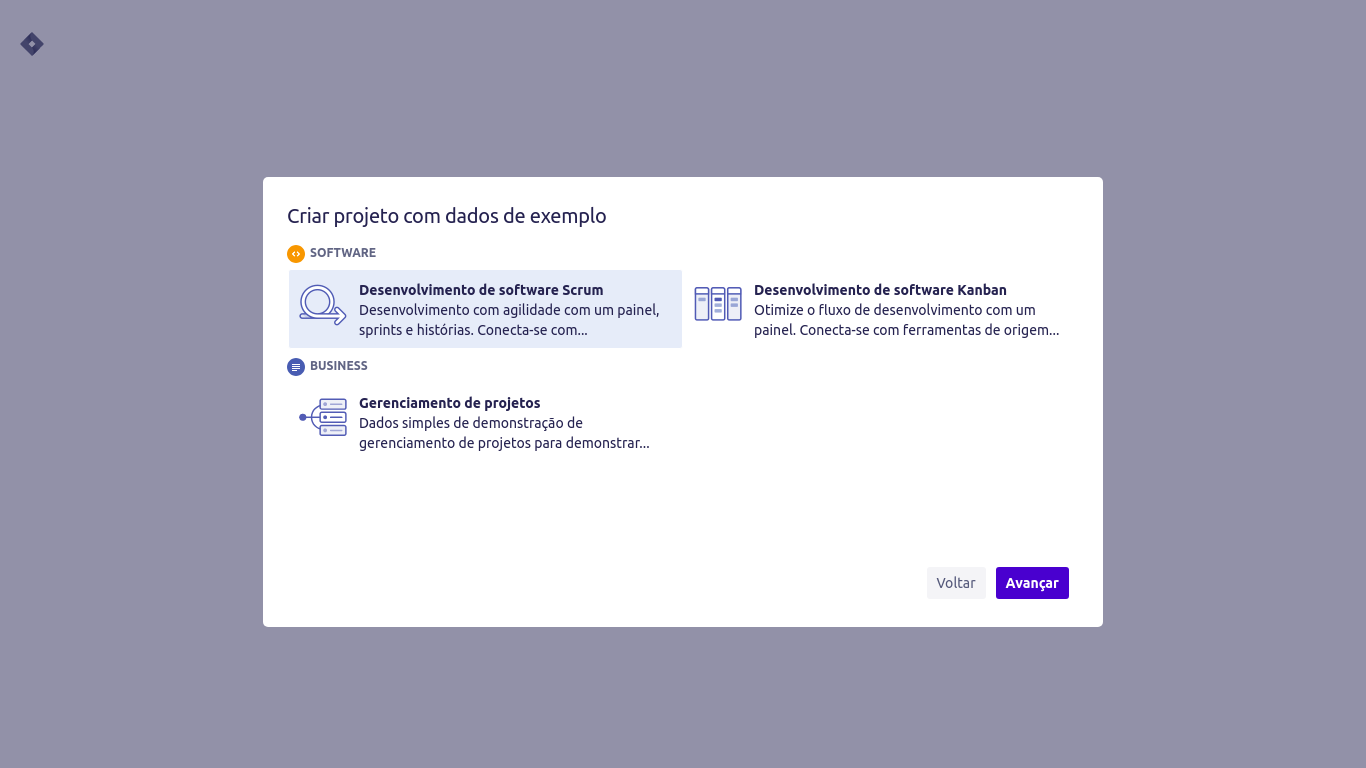 Criar projeto com dados de exemplo
SOFTWARE
Desenvolvimento de software Scrum
Desenvolvimento com agilidade com um painel,
sprints e histórias. Conecta-se com...
Desenvolvimento de software Kanban
Otimize o fluxo de desenvolvimento com um
painel. Conecta-se com ferramentas de origem...
BUSINESS
Gerenciamento de projetos
Dados simples de demonstração de
gerenciamento de projetos para demonstrar...
Voltar
Avançar